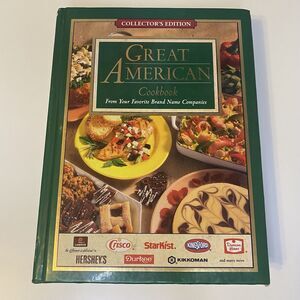 COLLECTOR'S EDITION
GREAT
AMERICAN
Cookbook
From Your Favorite Brand Name Companies
Crisco
StarKist
KINGSFORD
HERSHEY'S
Durkee
KIKKOMAN
and many more